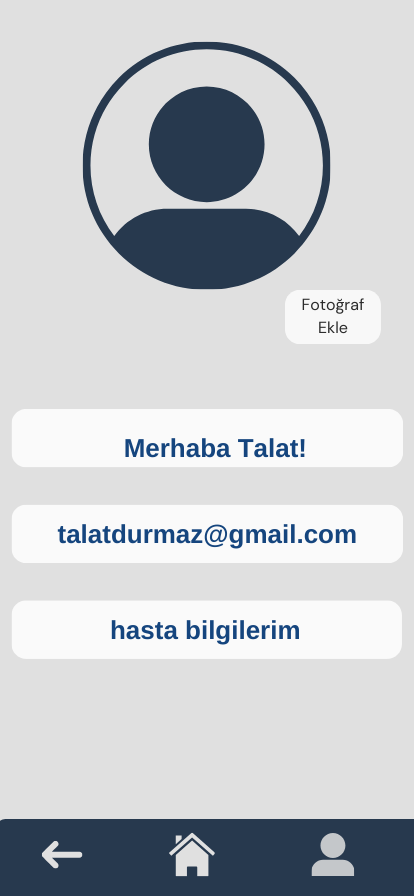 Fotoğraf
Ekle
Merhaba Talat!
talatdurmaz@gmail.com
hasta bilgilerim